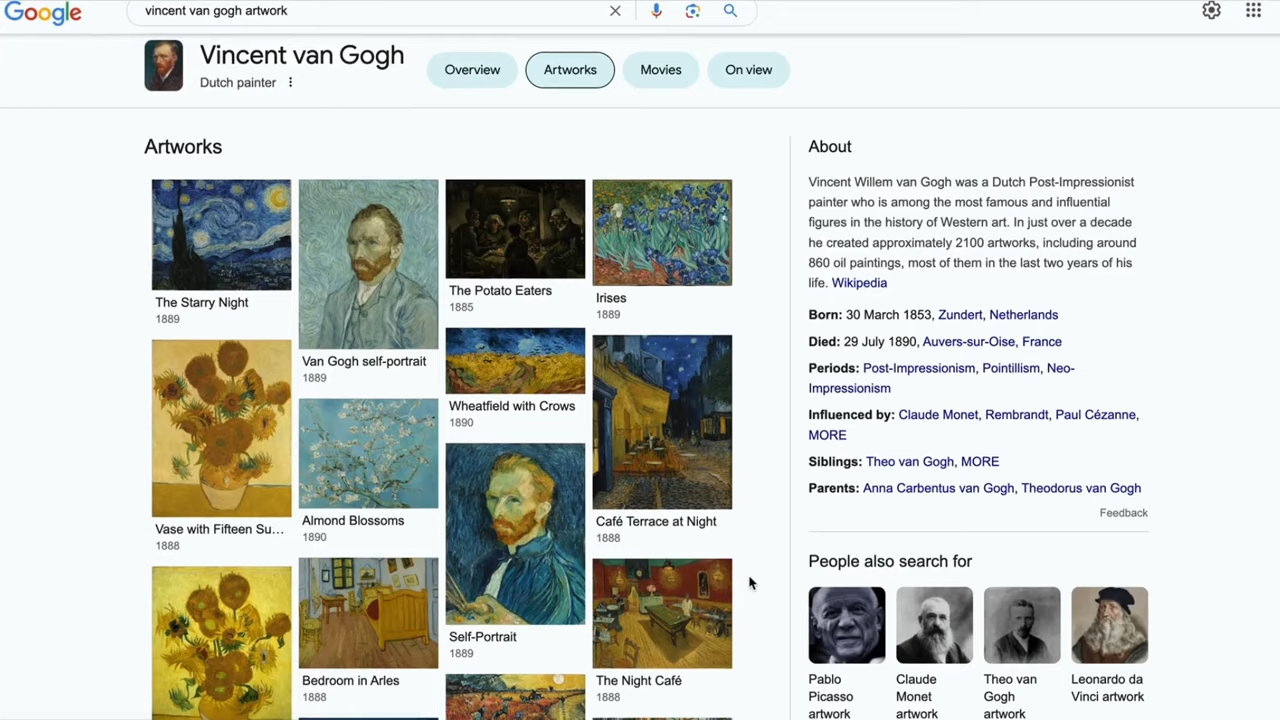 Google
vincent van gogh artwork
Vincent van Gogh
Dutch painter
Overview
Artworks
Movies
On view
Artworks
The Starry Night
1889
Vase with Fifteen Su...
1888
Van Gogh self-portrait
1889
Almond Blossoms
1890
Bedroom in Arles
1888
The Potato Eaters
1885
Wheatfield with Crows
1890
Self-Portrait
1889
Irises
1889
Café Terrace at Night
1888
The Night Café
1888
About
Vincent Willem van Gogh was a Dutch Post-Impressionist
painter who is among the most famous and influential
figures in the history of Western art. In just over a decade
he created approximately 2100 artworks, including around
860 oil paintings, most of them in the last two years of his
life. Wikipedia
Born: 30 March 1853, Zundert, Netherlands
Died: 29 July 1890, Auvers-sur-Oise, France
Periods: Post-Impressionism, Pointillism, Neo-
Impressionism
Influenced by: Claude Monet, Rembrandt, Paul Cézanne,
MORE
Siblings: Theo van Gogh, MORE
Parents: Anna Carbentus van Gogh, Theodorus van Gogh
Feedback
People also search for
Pablo
Picasso
artwork
Claude
Monet
artwork
Theo van
Gogh
artwork
Leonardo da
Vinci artwork